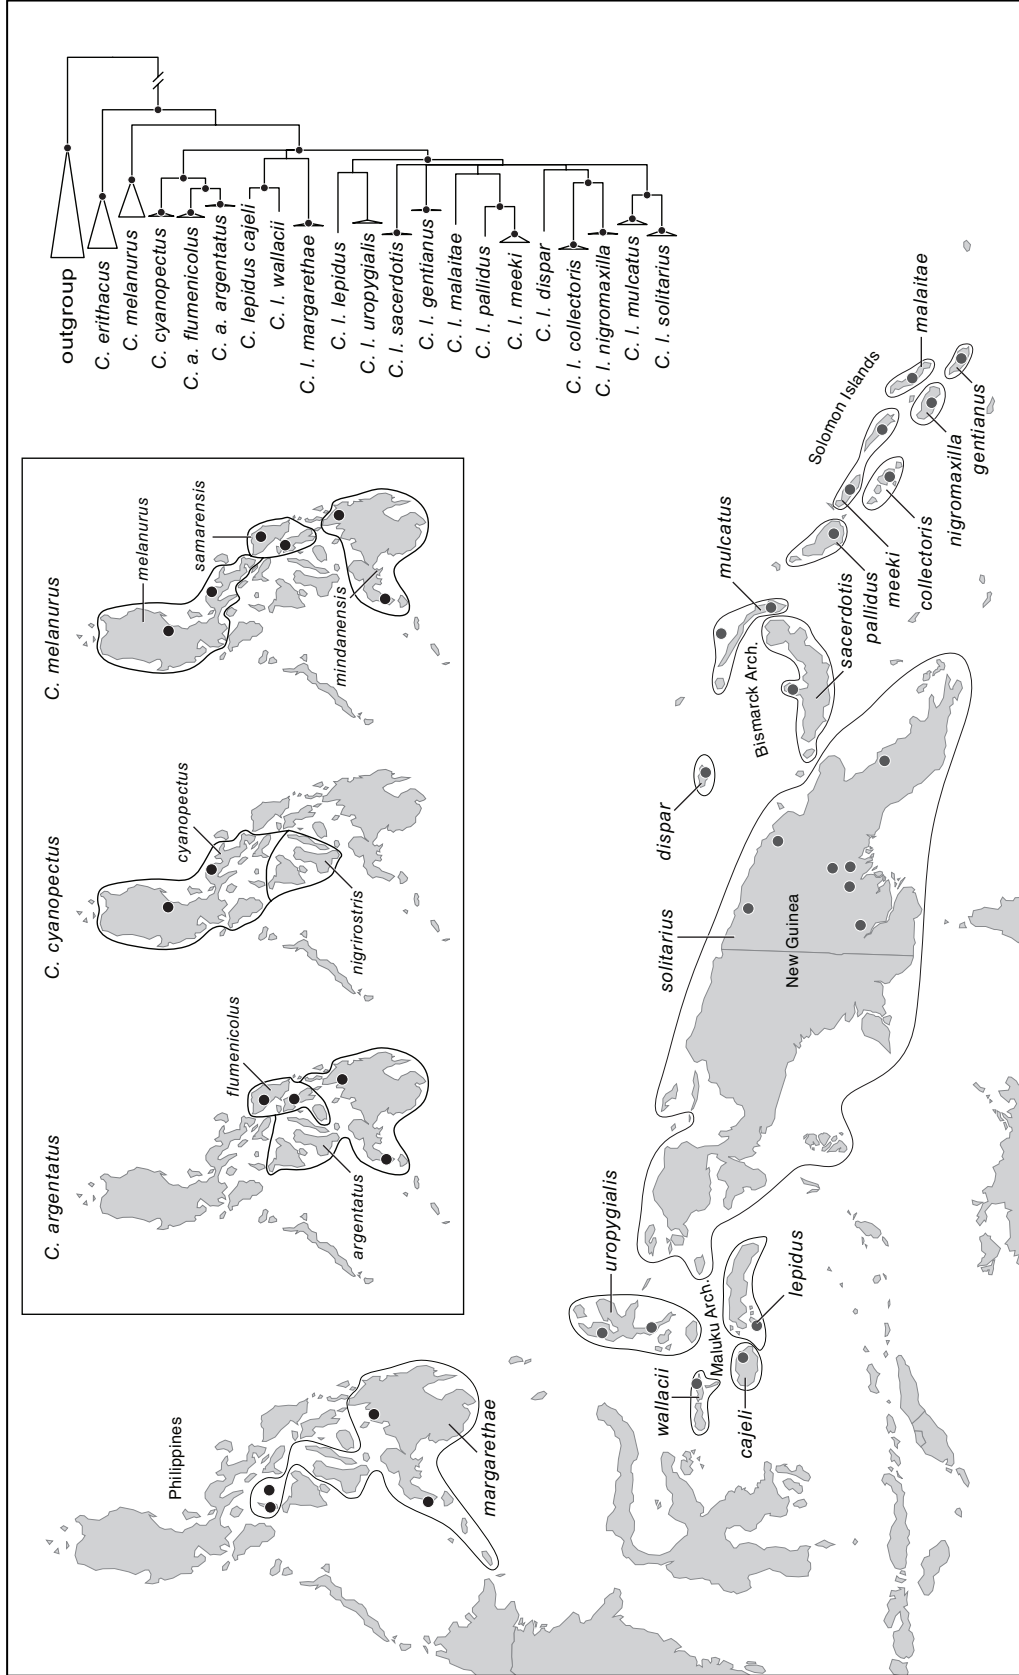 outgroup
C. erithacus
C. melanurus
C. cyanopectus
C. a. flumenicolus
C. a. argentatus
C. lepidus cajeli
C. l. wallacii
C. l. margarethae
C. l. lepidus
C. l. uropygialis
C. l. sacerdotis
C. l. gentianus
C. l. malaitae
C. l. pallidus
C. l. meeki
C. l. dispar
C. l. collectoris
C. l. nigromaxilla
C. l. mulcatus
C. l. solitarius
C. argentatus
flumenicolus
argentatus
C. cyanopectus
cyanopectus
nigrirostris
C. melanurus
melanurus
samarensis
mindanensis
Philippines
margarethae
uropygialis
wallacii
Maluku Arch.
cajeli
lepidus
solitarius
New Guinea
dispar
mulcatus
Bismarck Arch.
sacerdotis
pallidus
meeki
collectoris
Solomon Islands
nigromaxilla
gentianus
malaitae